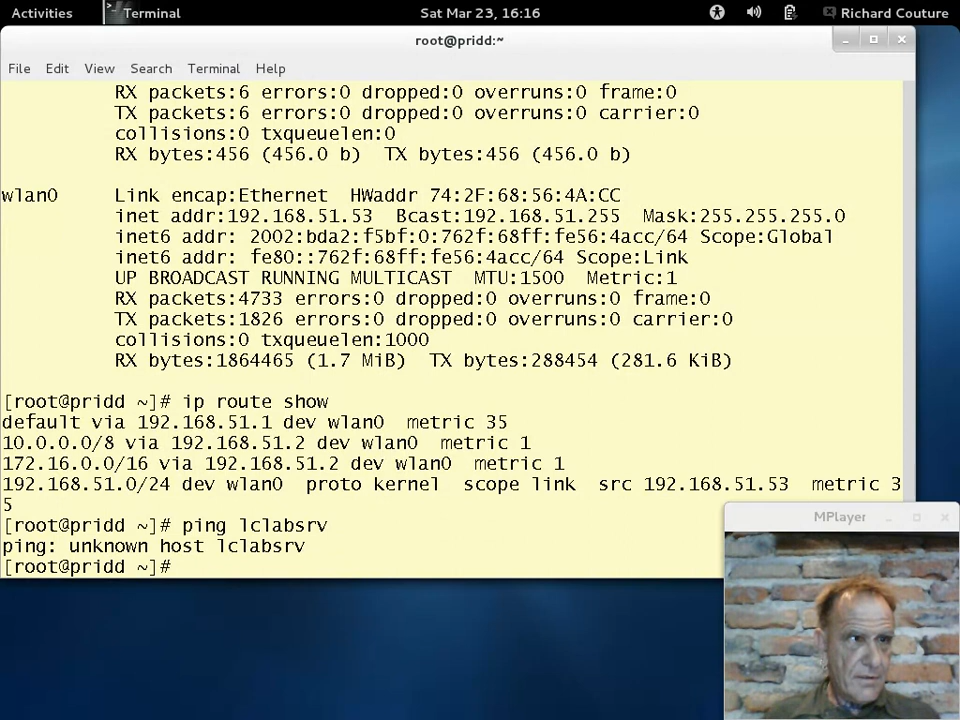 Activities
Terminal
Sat Mar 23, 16:16
Richard Couture
root@pridd:~
File Edit View Search Terminal Help
RX packets:6 errors:0 dropped:0 overruns:0 frame:0
TX packets:6 errors:0 dropped:0 overruns:0 carrier:0
collisions:0 txqueuelen:0
RX bytes:456 (456.0 b)  TX bytes:456 (456.0 b)
wlan0     Link encap:Ethernet  HWaddr 74:2F:68:56:4A:CC
inet addr:192.168.51.53  Bcast:192.168.51.255  Mask:255.255.255.0
inet6 addr: 2002:bda2:f5bf:0:762f:68ff:fe56:4acc/64 Scope:Global
inet6 addr: fe80::762f:68ff:fe56:4acc/64 Scope:Link
UP BROADCAST RUNNING MULTICAST  MTU:1500  Metric:1
RX packets:4733 errors:0 dropped:0 overruns:0 frame:0
TX packets:1826 errors:0 dropped:0 overruns:0 carrier:0
collisions:0 txqueuelen:1000
RX bytes:1864465 (1.7 MiB)  TX bytes:288454 (281.6 KiB)
[root@pridd ~]# ip route show
default via 192.168.51.1 dev wlan0  metric 35
10.0.0.0/8 via 192.168.51.2 dev wlan0  metric 1
172.16.0.0/16 via 192.168.51.2 dev wlan0  metric 1
192.168.51.0/24 dev wlan0  proto kernel  scope link  src 192.168.51.53  metric 3
5
[root@pridd ~]# ping lclabsrv
ping: unknown host lclabsrv
[root@pridd ~]#
MPlayer